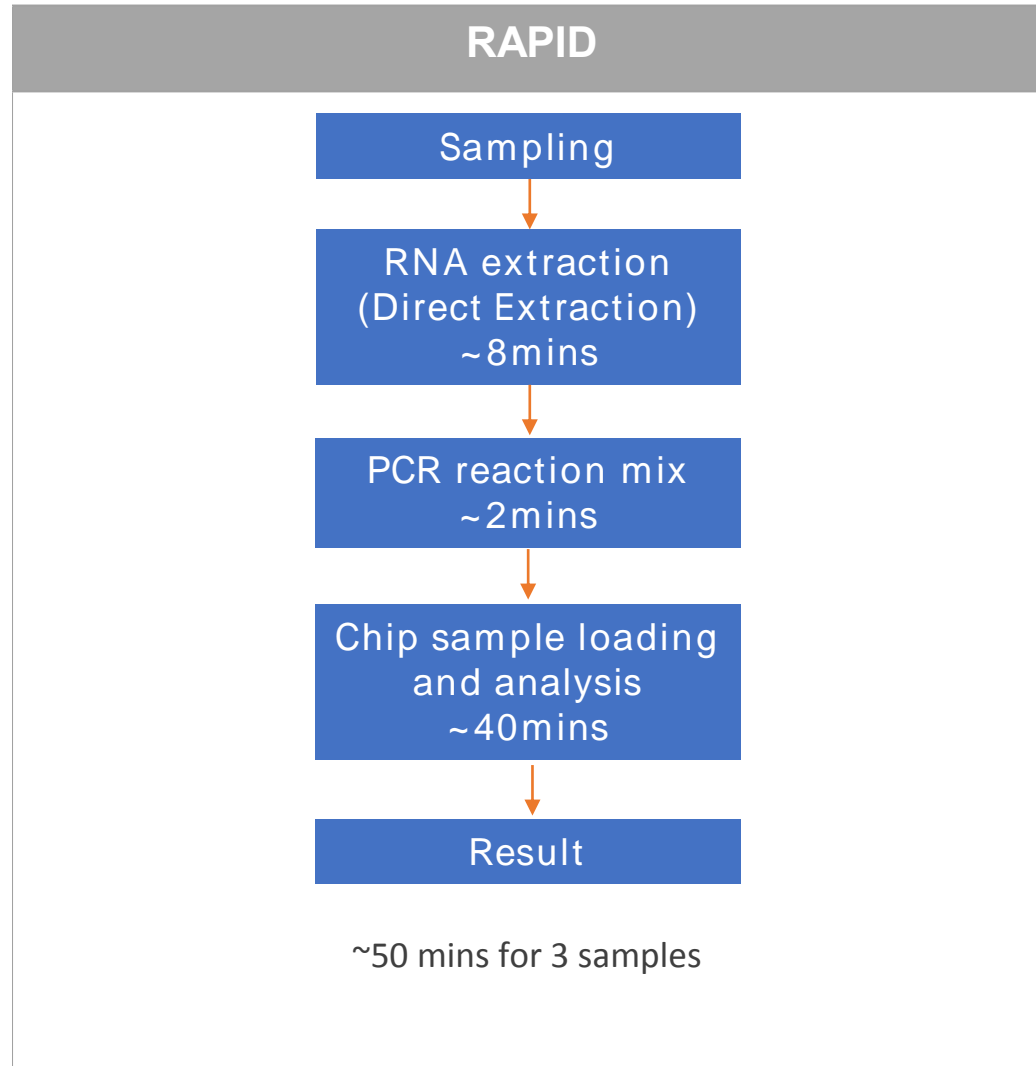 RAPID
Sampling
RNA extraction
(Direct Extraction)
~8mins
PCR reaction mix
~2mins
Chip sample loading
and analysis
~40mins
Result
~50 mins for 3 samples